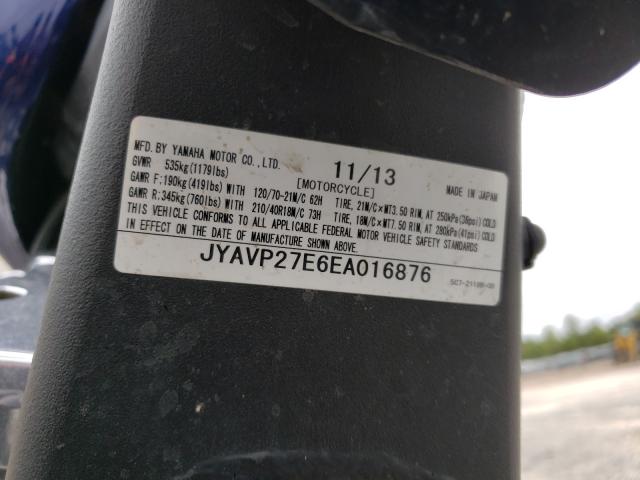 MFD. BY YAMAHA MOTOR CO., LTD. 11/13 MADE IN JAPAN
GVWR 535kg(1179lbs) [MOTORCYCLE]
GAWR F:190kg(419lbs) WITH 120/70-21M/C 62H TIRE, 21M/C×MT3.50 RIM, AT 250kPa(36psi) COLD
GAWR R:345kg(760lbs) WITH 210/40R18M/C 73H TIRE, 18M/C×MT7.50 RIM, AT 280kPa(41psi) COLD
THIS VEHICLE CONFORMS TO ALL APPLICABLE FEDERAL MOTOR VEHICLE SAFETY STANDARDS
IN EFFECT ON THE DATE OF MANUFACTURE SHOWN ABOVE.
JYAVP27E6EA016876